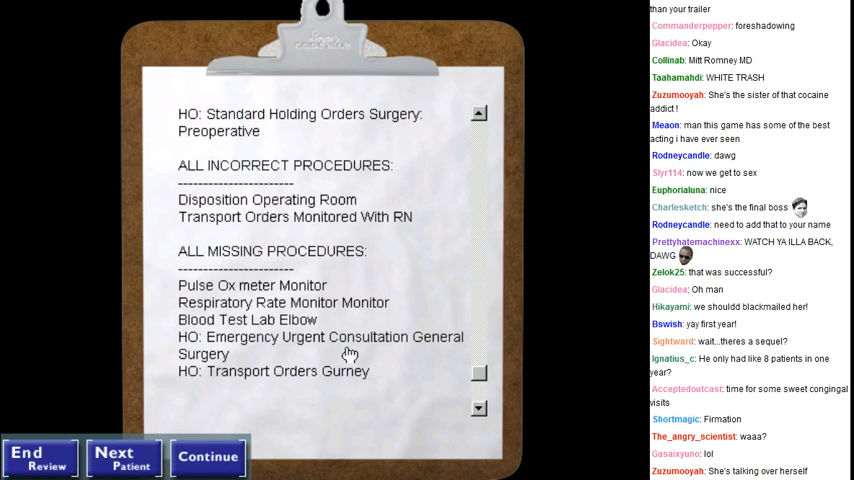 HO: Standard Holding Orders Surgery:
Preoperative
ALL INCORRECT PROCEDURES:
-----------------------
Disposition Operating Room
Transport Orders Monitored With RN
ALL MISSING PROCEDURES:
-----------------------
Pulse Ox meter Monitor
Respiratory Rate Monitor Monitor
Blood Test Lab Elbow
HO: Emergency Urgent Consultation General
Surgery
HO: Transport Orders Gurney
End
Review
Next
Patient
Continue
than your trailer
Commanderpepper: foreshadowing
Glacidea: Okay
Collinab: Mitt Romney MD
Taahamahdi: WHITE TRASH
Zuzumooyah: She's the sister of that cocaine
addict !
Meaon: man this game has some of the best
acting i have ever seen
Rodneycandle: dawg
Slyr114: now we get to sex
Euphorialuna: nice
Charlesketch: she's the final boss
Rodneycandle: need to add that to your name
Prettyhatemachinexx: WATCH YA ILLA BACK,
DAWG
Zelok25: that was successful?
Glacidea: Oh man
Hikayami: we shouldd blackmailed her!
Bswish: yay first year!
Sightward: wait...theres a sequel?
Ignatius_c: He only had like 8 patients in one
year?
Acceptedoutcast: time for some sweet congingal
visits
Shortmagic: Firmation
The_angry_scientist: waaa?
Gasaixyuno: lol
Zuzumooyah: She's talking over herself